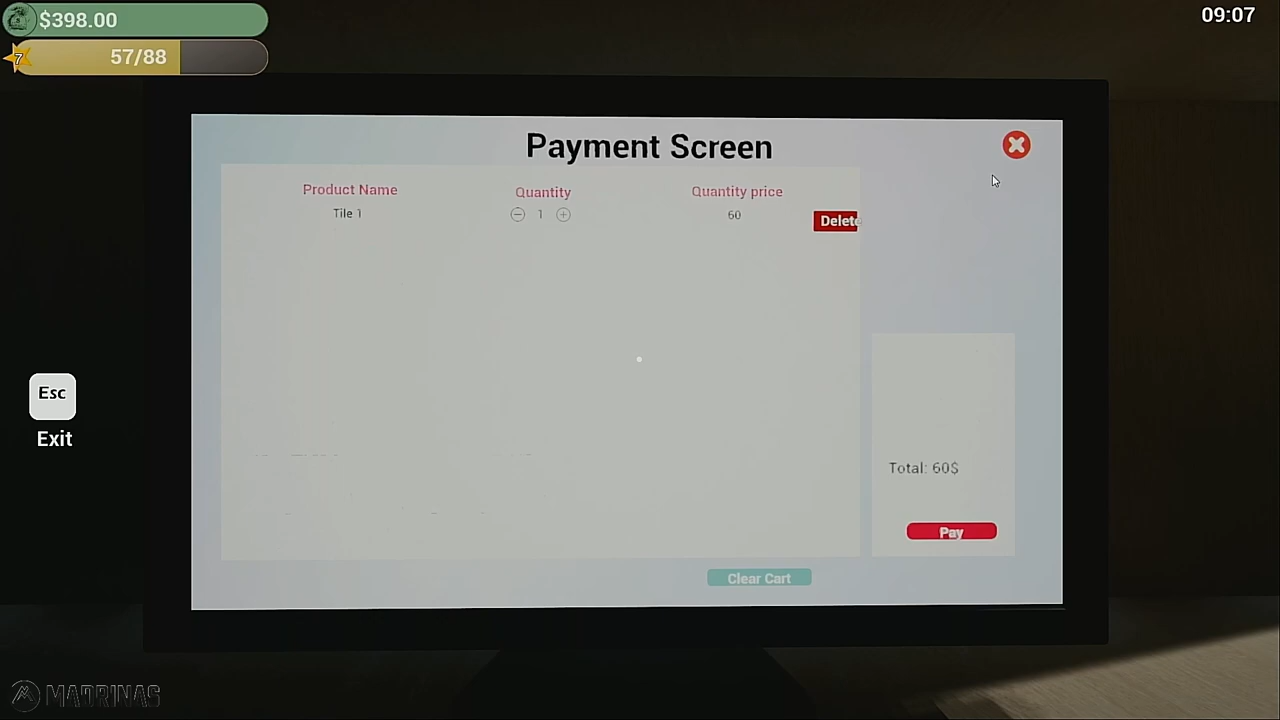 $398.00
09:07
7
57/88
Payment Screen
Product Name Quantity Quantity price
Tile 1 1 60 Delete
Esc
Exit
Total: 60$
Pay
Clear Cart
MADRINAS